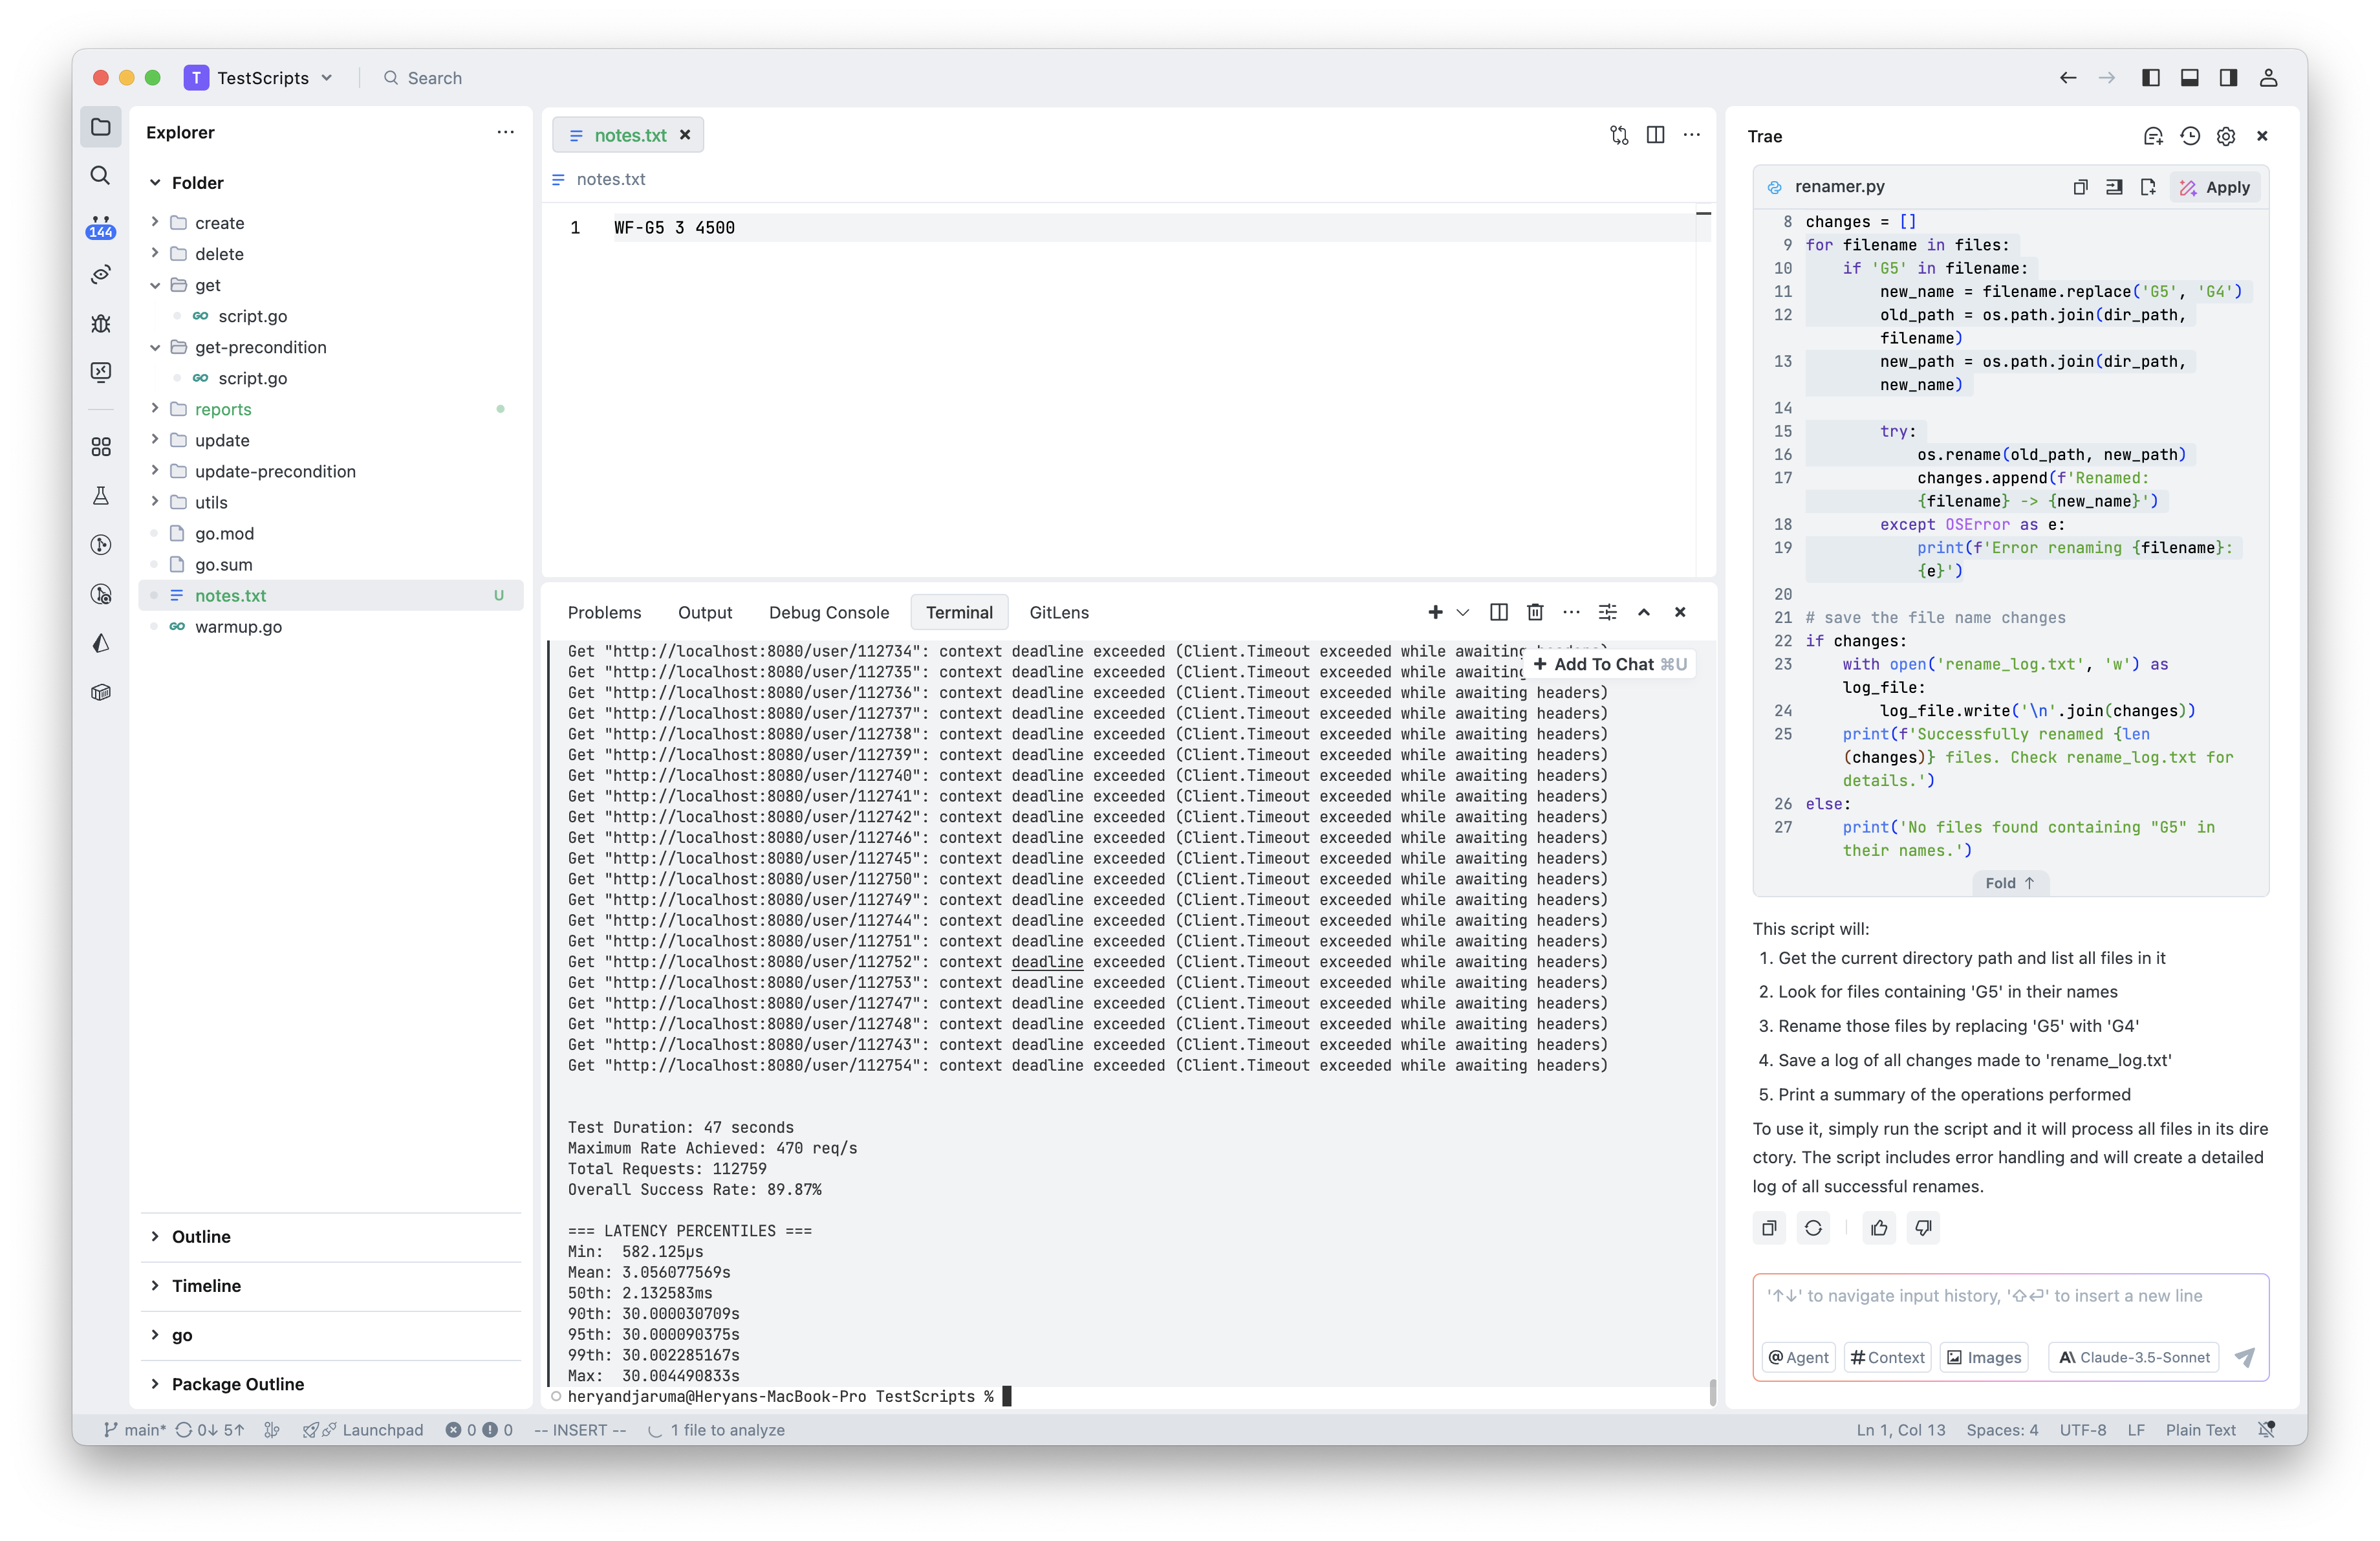 T TestScripts
Search
Explorer
Folder
create
delete
get
GO script.go
get-precondition
GO script.go
reports
update
update-precondition
utils
go.mod
go.sum
notes.txt U
GO warmup.go
144
Outline
Timeline
go
Package Outline
notes.txt
notes.txt
1 WF-G5 3 4500
Problems Output Debug Console Terminal GitLens
Add To Chat ⌘U
Get "http://localhost:8080/user/112734": context deadline exceeded (Client.Timeout exceeded while awaiting headers)
Get "http://localhost:8080/user/112735": context deadline exceeded (Client.Timeout exceeded while awaiting
Get "http://localhost:8080/user/112736": context deadline exceeded (Client.Timeout exceeded while awaiting headers)
Get "http://localhost:8080/user/112737": context deadline exceeded (Client.Timeout exceeded while awaiting headers)
Get "http://localhost:8080/user/112738": context deadline exceeded (Client.Timeout exceeded while awaiting headers)
Get "http://localhost:8080/user/112739": context deadline exceeded (Client.Timeout exceeded while awaiting headers)
Get "http://localhost:8080/user/112740": context deadline exceeded (Client.Timeout exceeded while awaiting headers)
Get "http://localhost:8080/user/112741": context deadline exceeded (Client.Timeout exceeded while awaiting headers)
Get "http://localhost:8080/user/112742": context deadline exceeded (Client.Timeout exceeded while awaiting headers)
Get "http://localhost:8080/user/112746": context deadline exceeded (Client.Timeout exceeded while awaiting headers)
Get "http://localhost:8080/user/112745": context deadline exceeded (Client.Timeout exceeded while awaiting headers)
Get "http://localhost:8080/user/112750": context deadline exceeded (Client.Timeout exceeded while awaiting headers)
Get "http://localhost:8080/user/112749": context deadline exceeded (Client.Timeout exceeded while awaiting headers)
Get "http://localhost:8080/user/112744": context deadline exceeded (Client.Timeout exceeded while awaiting headers)
Get "http://localhost:8080/user/112751": context deadline exceeded (Client.Timeout exceeded while awaiting headers)
Get "http://localhost:8080/user/112752": context deadline exceeded (Client.Timeout exceeded while awaiting headers)
Get "http://localhost:8080/user/112753": context deadline exceeded (Client.Timeout exceeded while awaiting headers)
Get "http://localhost:8080/user/112747": context deadline exceeded (Client.Timeout exceeded while awaiting headers)
Get "http://localhost:8080/user/112748": context deadline exceeded (Client.Timeout exceeded while awaiting headers)
Get "http://localhost:8080/user/112743": context deadline exceeded (Client.Timeout exceeded while awaiting headers)
Get "http://localhost:8080/user/112754": context deadline exceeded (Client.Timeout exceeded while awaiting headers)
Test Duration: 47 seconds
Maximum Rate Achieved: 470 req/s
Total Requests: 112759
Overall Success Rate: 89.87%
=== LATENCY PERCENTILES ===
Min: 582.125µs
Mean: 3.056077569s
50th: 2.132583ms
90th: 30.000030709s
95th: 30.000090375s
99th: 30.002285167s
Max: 30.004490833s
heryandjaruma@Heryans-MacBook-Pro TestScripts %
Trae
renamer.py
Apply
8 changes = []
9 for filename in files:
10 if 'G5' in filename:
11 new_name = filename.replace('G5', 'G4')
12 old_path = os.path.join(dir_path,
filename)
13 new_path = os.path.join(dir_path,
new_name)
14
15 try:
16 os.rename(old_path, new_path)
17 changes.append(f'Renamed:
{filename} -> {new_name}')
18 except OSError as e:
19 print(f'Error renaming {filename}:
{e}')
20
21 # save the file name changes
22 if changes:
23 with open('rename_log.txt', 'w') as
log_file:
24 log_file.write('\n'.join(changes))
25 print(f'Successfully renamed {len
(changes)} files. Check rename_log.txt for
details.')
26 else:
27 print('No files found containing "G5" in
their names.')
Fold ↑
This script will:
1. Get the current directory path and list all files in it
2. Look for files containing 'G5' in their names
3. Rename those files by replacing 'G5' with 'G4'
4. Save a log of all changes made to 'rename_log.txt'
5. Print a summary of the operations performed
To use it, simply run the script and it will process all files in its dire
ctory. The script includes error handling and will create a detailed
log of all successful renames.
'↑↓' to navigate input history, '⇧⏎' to insert a new line
@ Agent # Context Images Claude-3.5-Sonnet
main* 0↓ 5↑ Launchpad 0 0 -- INSERT -- 1 file to analyze
Ln 1, Col 13 Spaces: 4 UTF-8 LF Plain Text